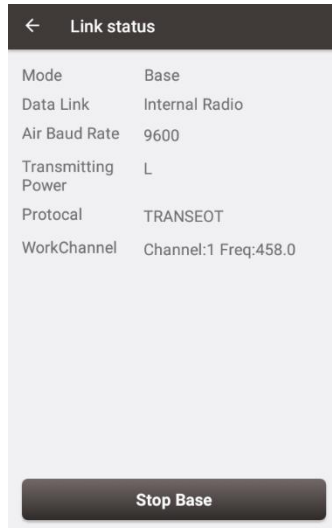 Link status
Mode Base
Data Link Internal Radio
Air Baud Rate 9600
Transmitting Power L
Protocal TRANSEOT
WorkChannel Channel:1 Freq:458.0
Stop Base